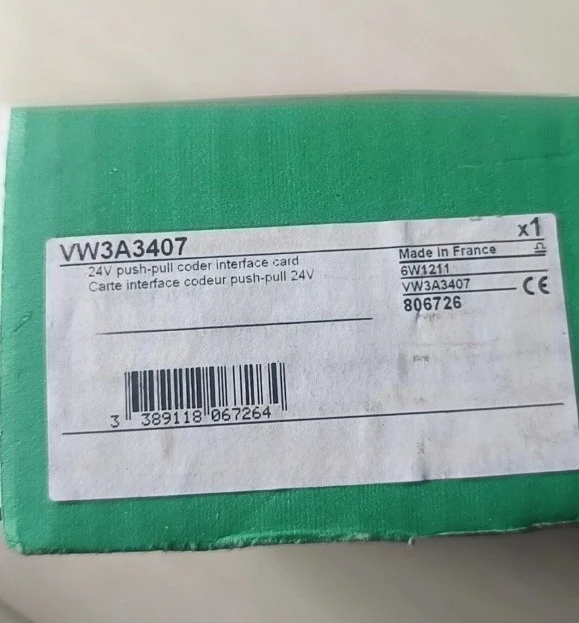 VW3A3407
24V push-pull coder interface card
Carte interface codeur push-pull 24V
x1
Made in France
6W1211
VW3A3407
806726
CE
3 389118 067264